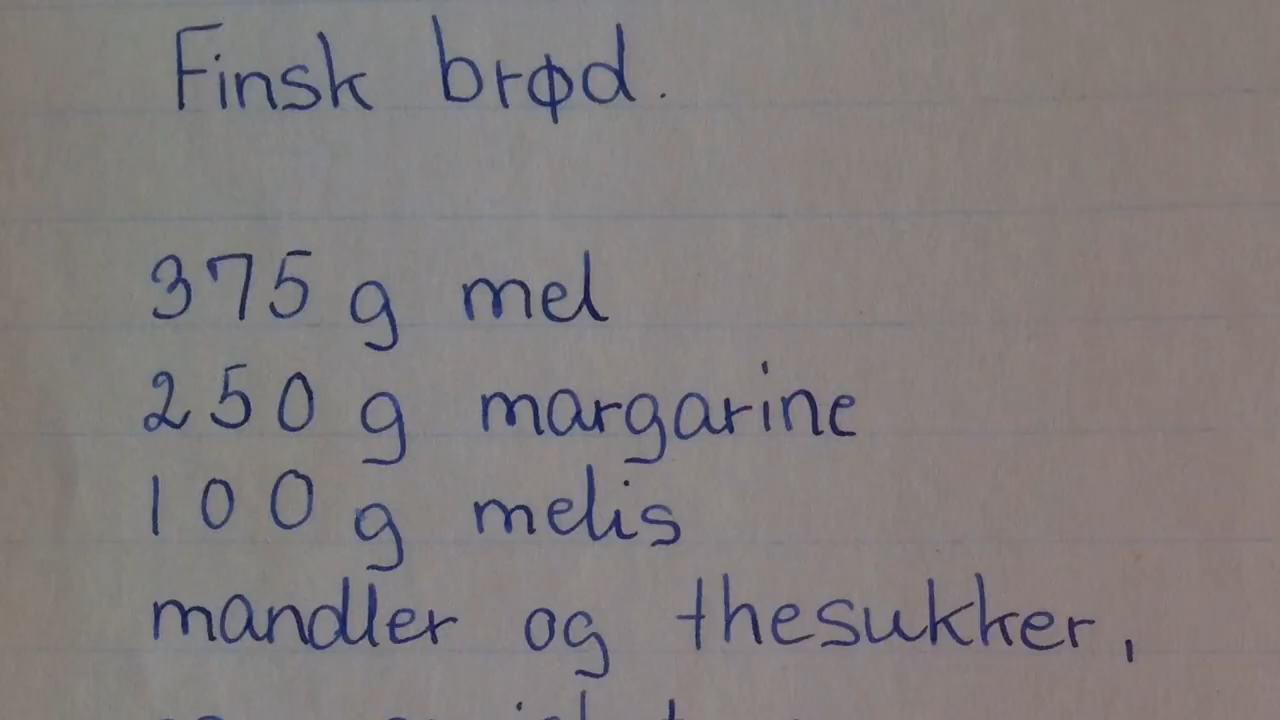 Finsk brød.
375 g mel
250 g margarine
100 g melis
mandler og thesukker,